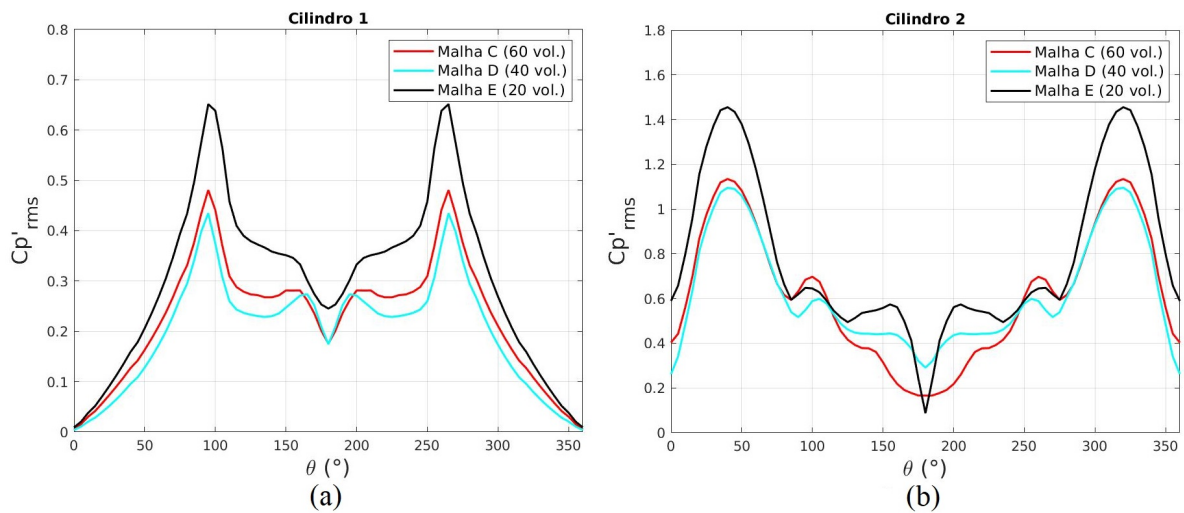 Cilindro 1
Malha C (60 vol.)
Malha D (40 vol.)
Malha E (20 vol.)
Cp'rms
0.8
0.7
0.6
0.5
0.4
0.3
0.2
0.1
0
0 50 100 150 200 250 300 350
θ (°)
(a)
Cilindro 2
Malha C (60 vol.)
Malha D (40 vol.)
Malha E (20 vol.)
Cp'rms
1.8
1.6
1.4
1.2
1
0.8
0.6
0.4
0.2
0
0 50 100 150 200 250 300 350
θ (°)
(b)